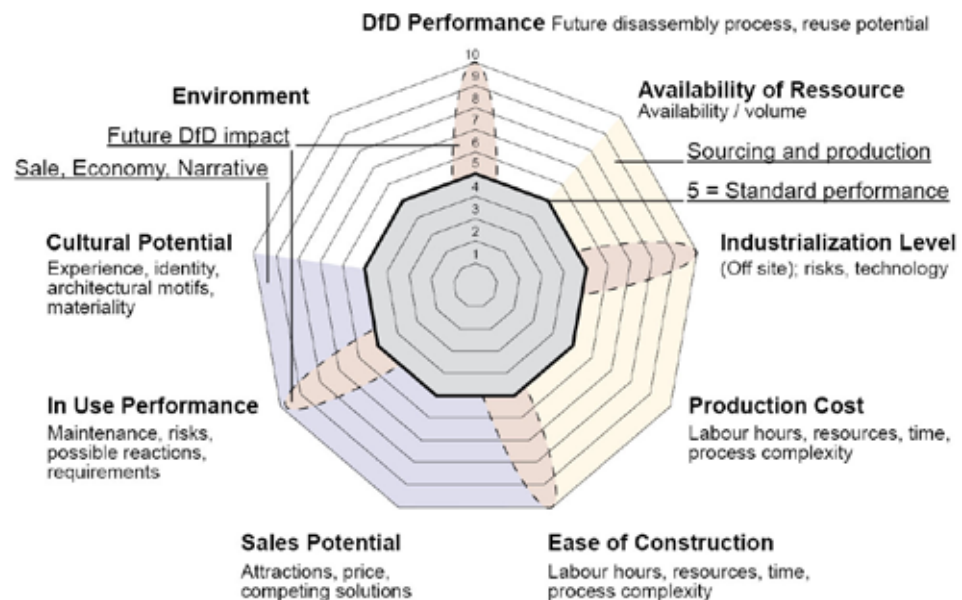 DfD Performance Future disassembly process, reuse potential
10
9
8
7
6
5
4
3
2
1
Availability of Ressource
Availability / volume
Environment
Future DfD impact
Sale, Economy, Narrative
Sourcing and production
5 = Standard performance
Cultural Potential
Experience, identity,
architectural motifs,
materiality
Industrialization Level
(Off site); risks, technology
In Use Performance
Maintenance, risks,
possible reactions,
requirements
Production Cost
Labour hours, resources, time,
process complexity
Sales Potential
Attractions, price,
competing solutions
Ease of Construction
Labour hours, resources, time,
process complexity